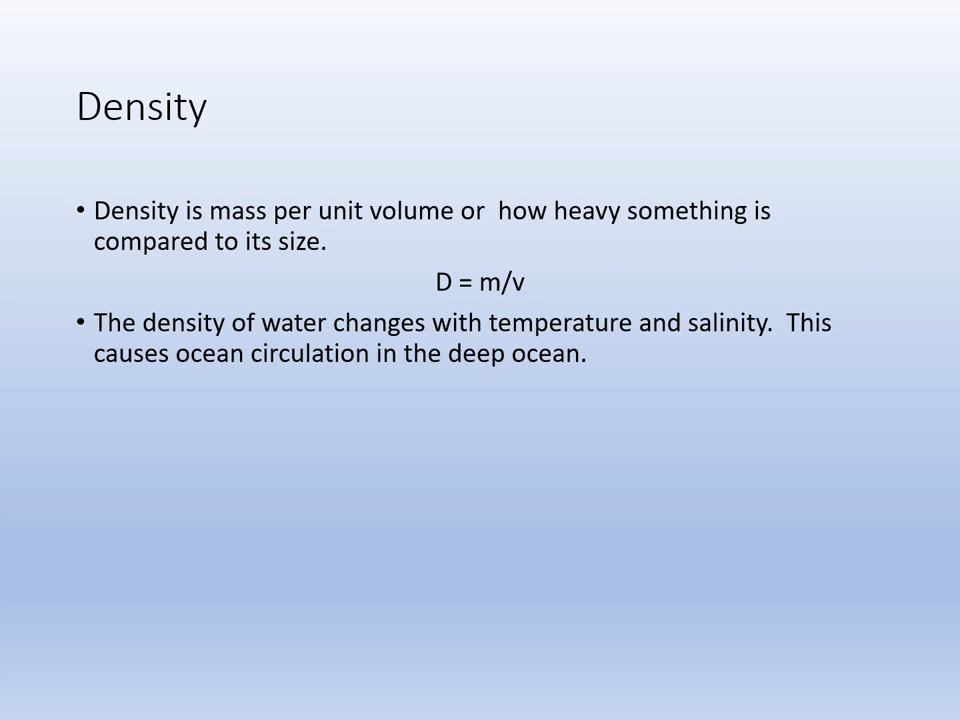 Density
• Density is mass per unit volume or  how heavy something is
compared to its size.
D = m/v
• The density of water changes with temperature and salinity.  This
causes ocean circulation in the deep ocean.